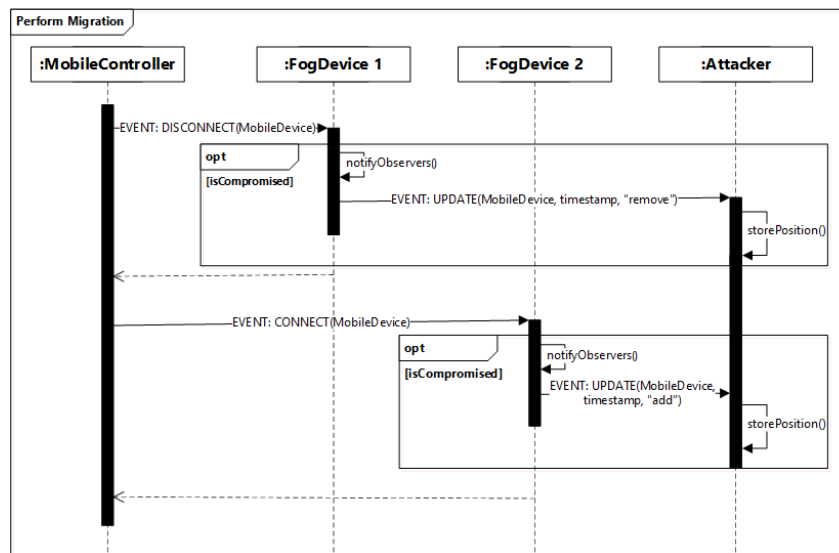 Perform Migration
:MobileController
:FogDevice 1
:FogDevice 2
:Attacker
EVENT: DISCONNECT(MobileDevice)
opt
[isCompromised]
notifyObservers()
EVENT: UPDATE(MobileDevice, timestamp, "remove")
storePosition()
EVENT: CONNECT(MobileDevice)
opt
[isCompromised]
notifyObservers()
EVENT: UPDATE(MobileDevice,
timestamp, "add")
storePosition()